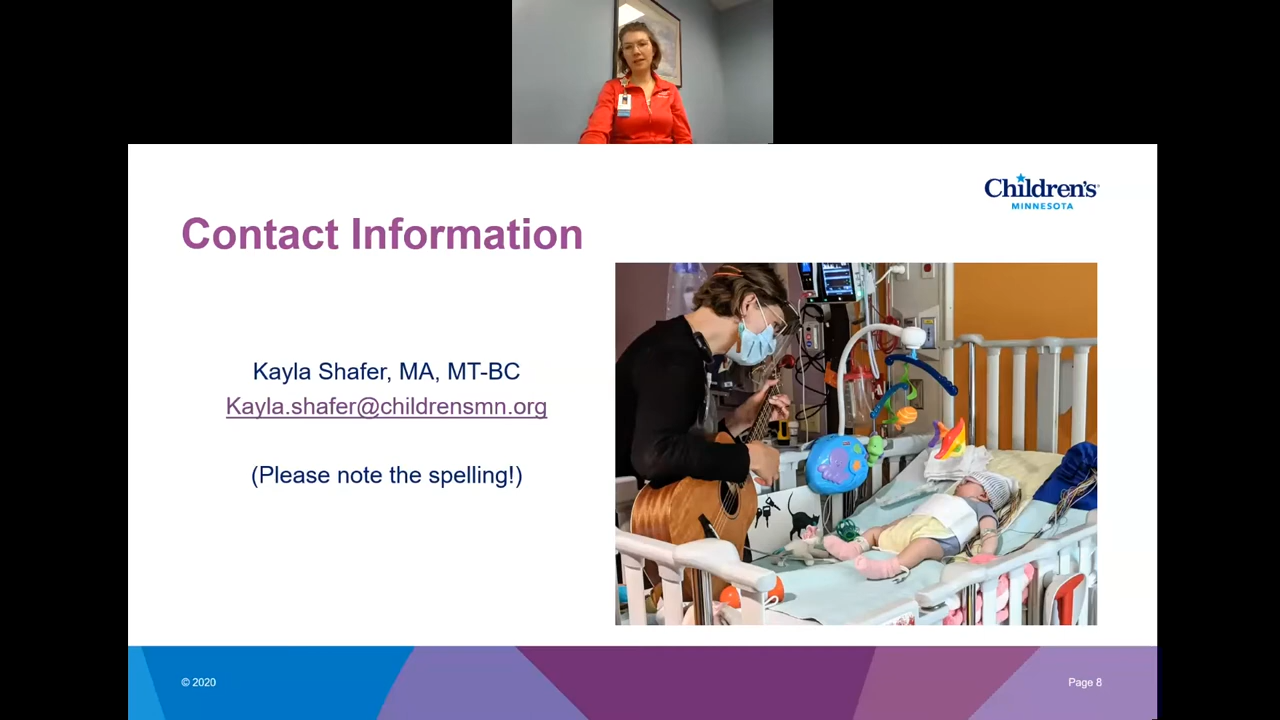 Children's
MINNESOTA
Contact Information
Kayla Shafer, MA, MT-BC
Kayla.shafer@childrensmn.org
(Please note the spelling!)
© 2020
Page 8